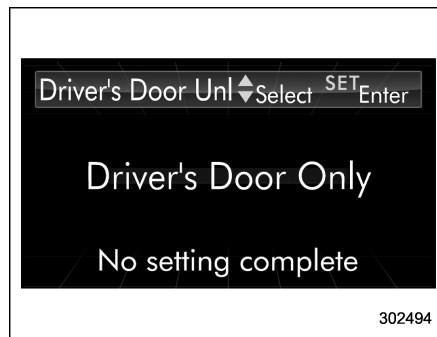 Driver's Door Unl Select SET Enter
Driver's Door Only
No setting complete
302494